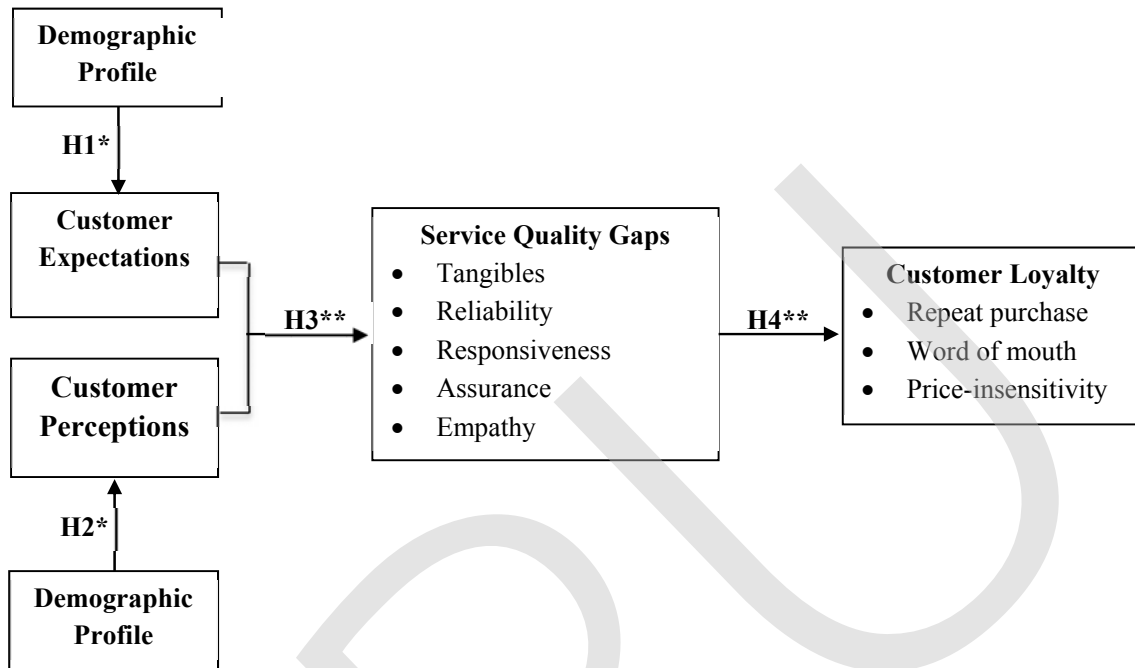 Demographic
Profile
H1*
Customer
Expectations
Customer
Perceptions
H2*
Demographic
Profile
H3**
Service Quality Gaps
• Tangibles
• Reliability
• Responsiveness
• Assurance
• Empathy
H4**
Customer Loyalty
• Repeat purchase
• Word of mouth
• Price-insensitivity